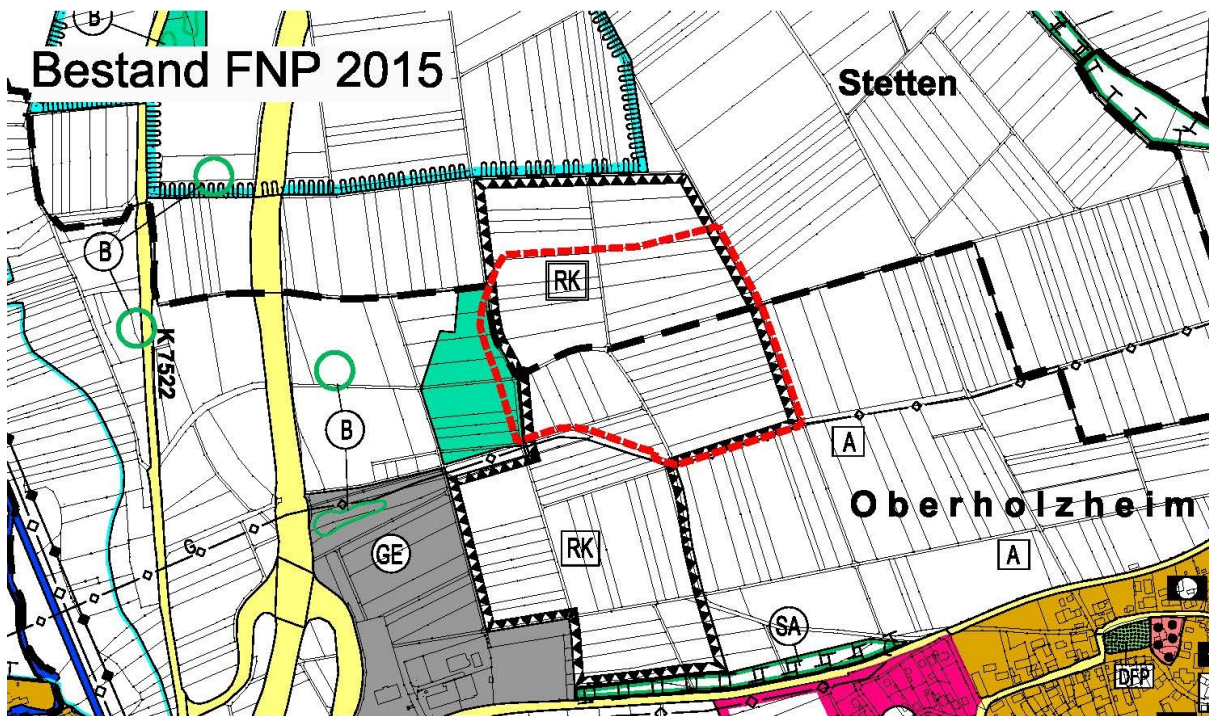 B
Bestand FNP 2015
Stetten
B
RK
K 7522
B
A
Oberholzheim
G
GE
RK
A
SA
DFP